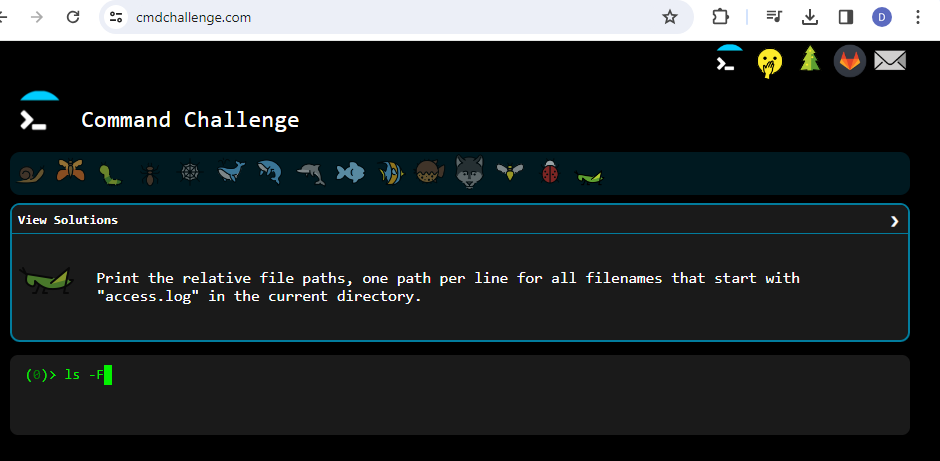 cmdchallenge.com
D
>_
>_
Command Challenge
View Solutions
Print the relative file paths, one path per line for all filenames that start with
"access.log" in the current directory.
(0)> ls -F